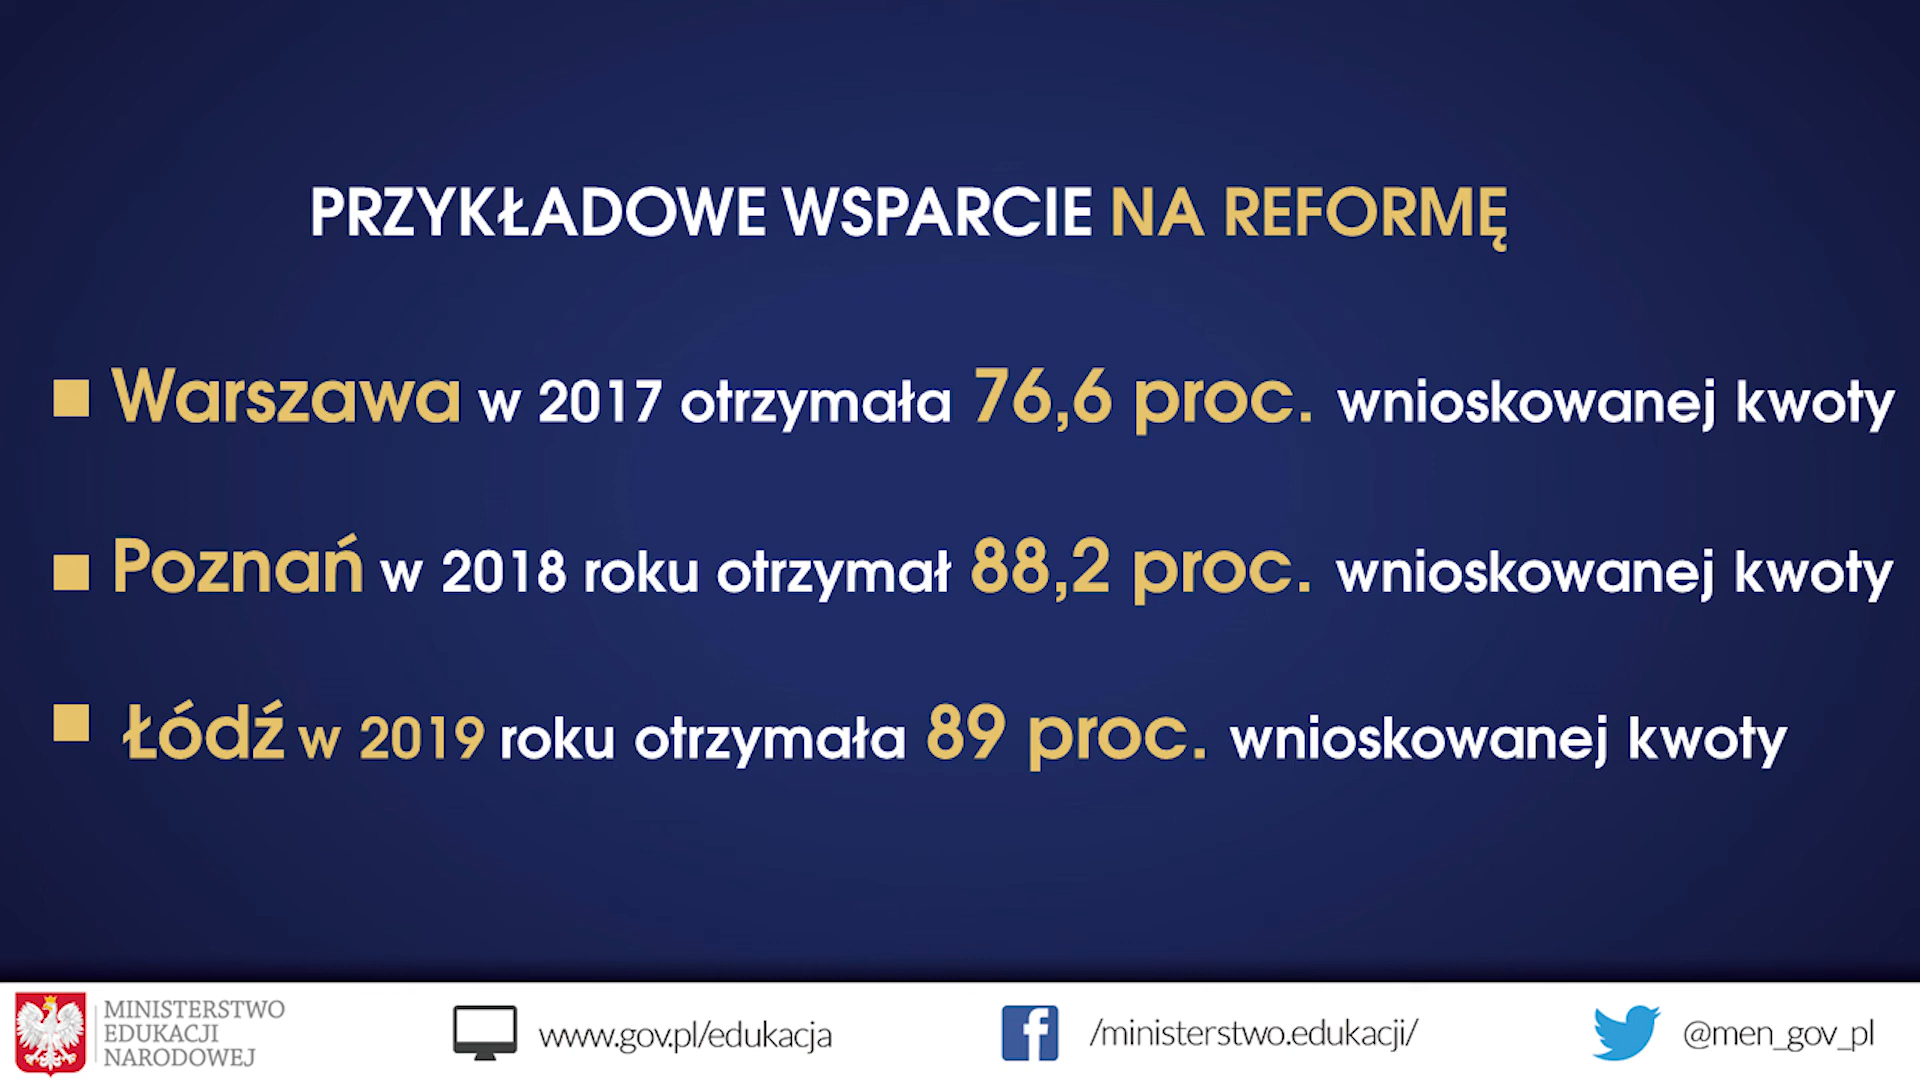 PRZYKŁADOWE WSPARCIE NA REFORMĘ
Warszawa w 2017 otrzymała 76,6 proc. wnioskowanej kwoty
Poznań w 2018 roku otrzymał 88,2 proc. wnioskowanej kwoty
Łódź w 2019 roku otrzymała 89 proc. wnioskowanej kwoty
MINISTERSTWO
EDUKACJI
NARODOWEJ
www.gov.pl/edukacja
/ministerstwo.edukacji/
@men_gov_pl